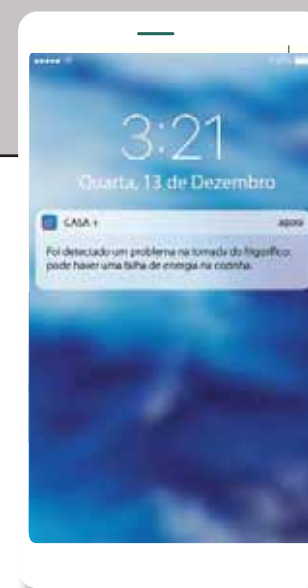 3:21
Quarta, 13 de Dezembro
CASA + agora
Foi detectado um problema na tomada do frigorífico:
pode haver uma falha de energia na cozinha.